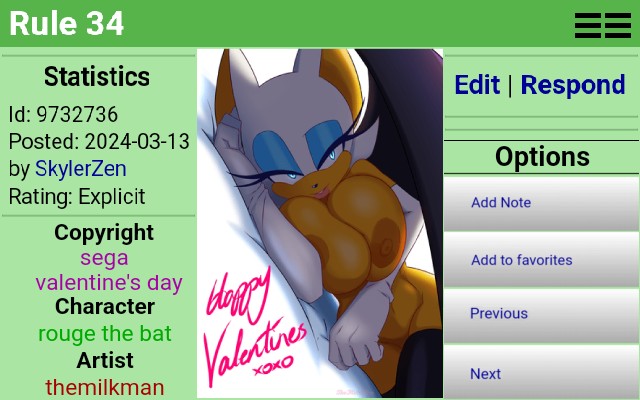 Rule 34
Statistics
Id: 9732736
Posted: 2024-03-13
by SkylerZen
Rating: Explicit
Copyright
sega
valentine's day
Character
rouge the bat
Artist
themilkman
Happy
Valentines
xoxo
Edit | Respond
Options
Add Note
Add to favorites
Previous
Next